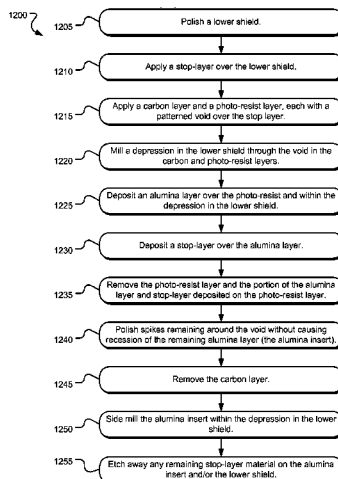 1200
1205
Polish a lower shield.
1210
Apply a stop-layer over the lower shield.
1215
Apply a carbon layer and a photo-resist layer, each with
a patterned void over the stop layer.
1220
Mill a depression in the lower shield through the void in the
carbon and photo-resist layers.
1225
Deposit an alumina layer over the photo-resist and within the
depression in the lower shield.
1230
Deposit a stop-layer over the alumina layer.
1235
Remove the photo-resist layer and the portion of the alumina
layer and stop-layer deposited on the photo-resist layer.
1240
Polish spikes remaining around the void without causing
recession of the remaining alumina layer (the alumina insert).
1245
Remove the carbon layer.
1250
Side mill the alumina insert within the depression in the lower
shield.
1255
Etch away any remaining stop-layer material on the alumina
insert and/or the lower shield.